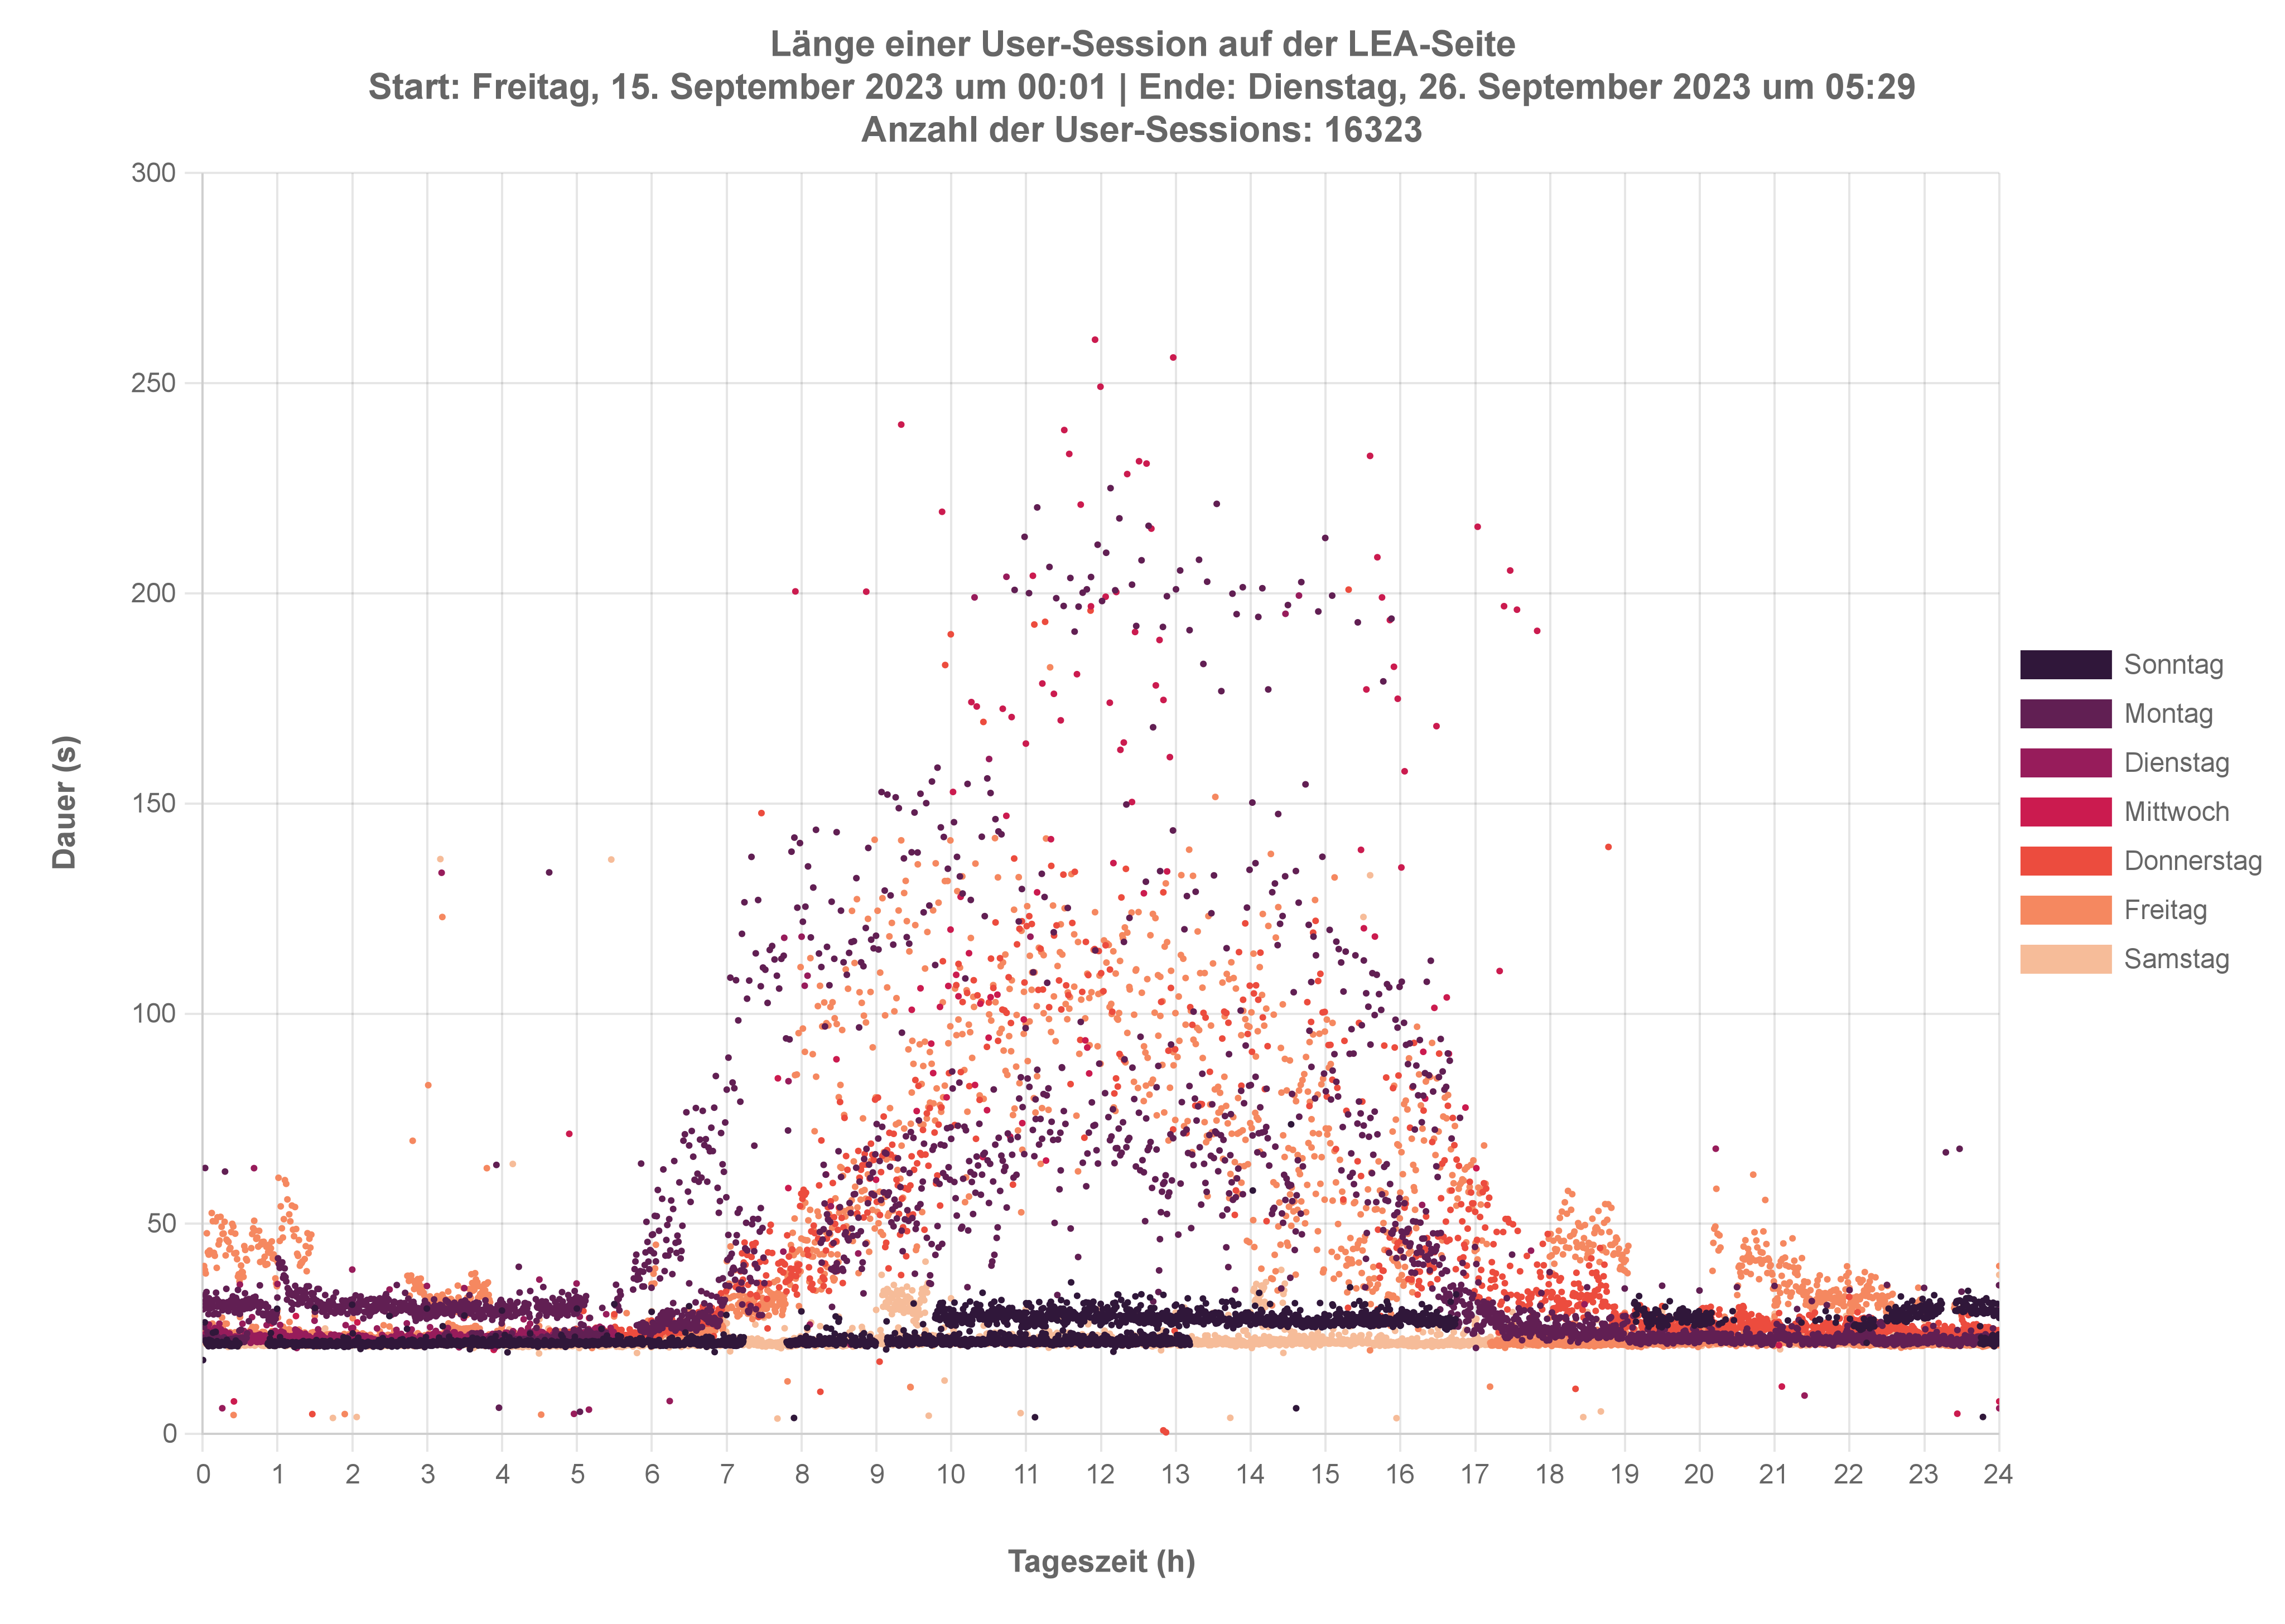 Länge einer User-Session auf der LEA-Seite
Start: Freitag, 15. September 2023 um 00:01 | Ende: Dienstag, 26. September 2023 um 05:29
Anzahl der User-Sessions: 16323
300
250
200
150
100
50
0
Dauer (s)
0 1 2 3 4 5 6 7 8 9 10 11 12 13 14 15 16 17 18 19 20 21 22 23 24
Tageszeit (h)
Sonntag
Montag
Dienstag
Mittwoch
Donnerstag
Freitag
Samstag